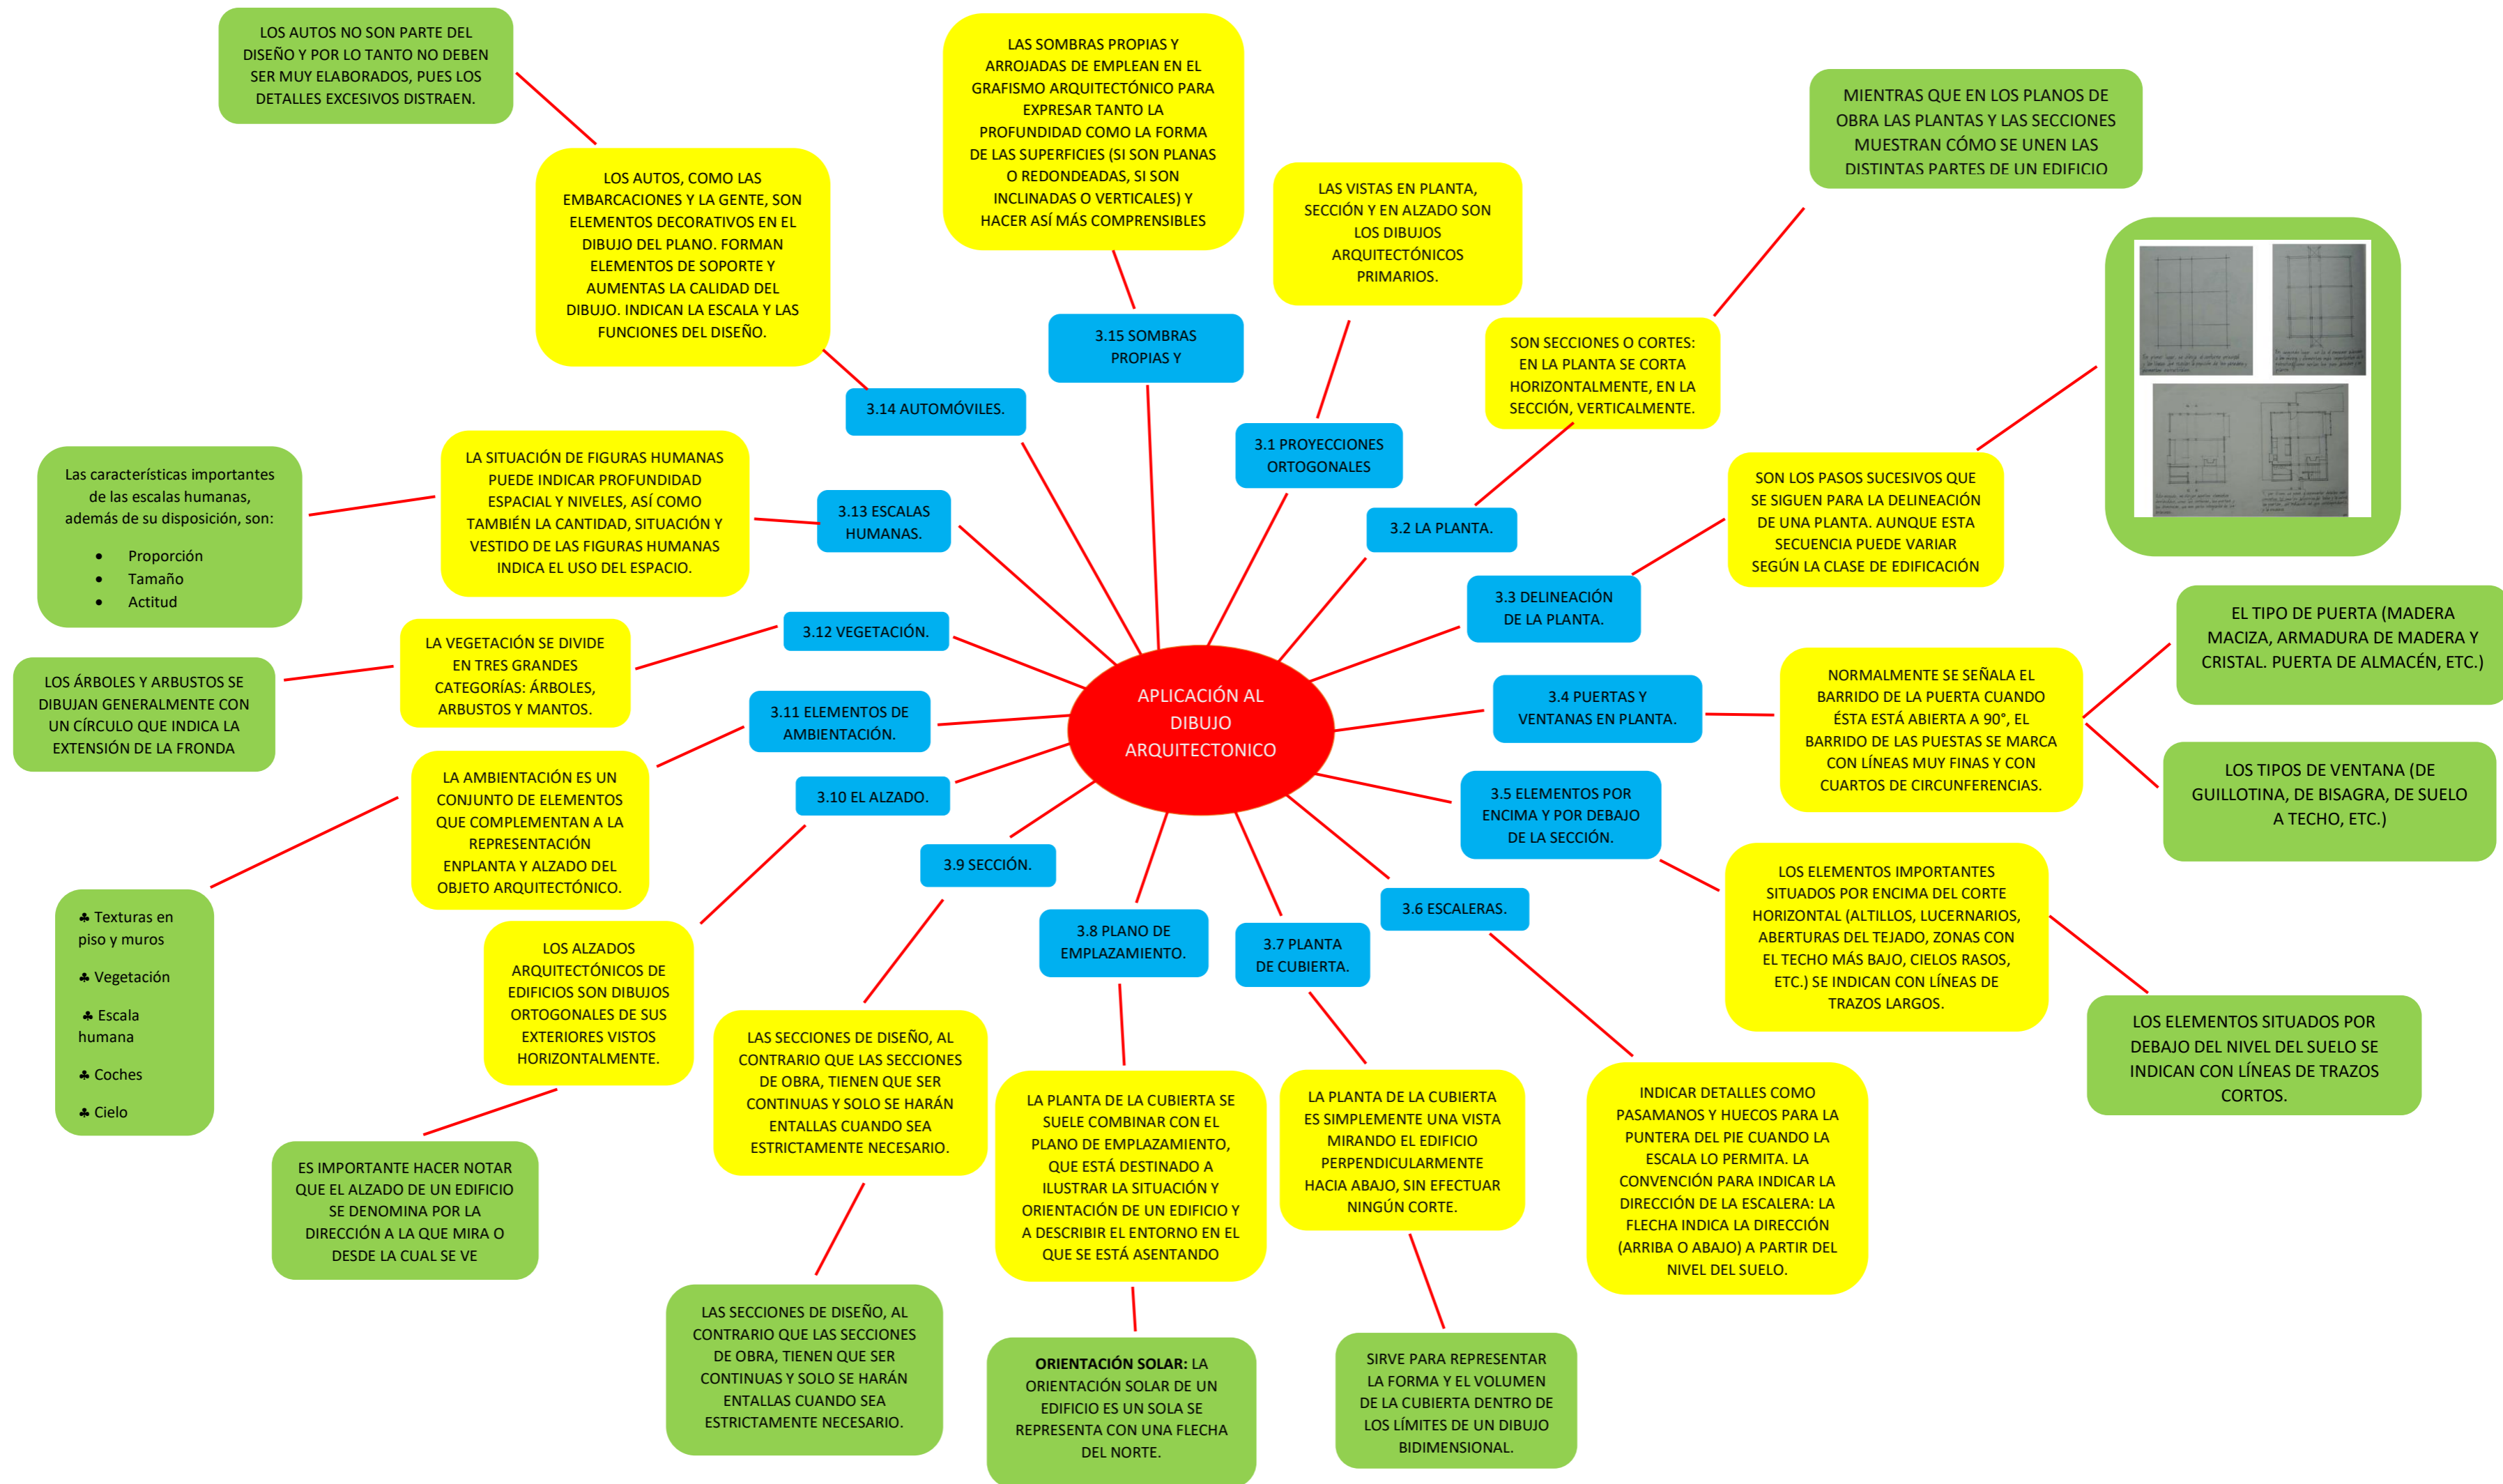 APLICACIÓN AL
DIBUJO
ARQUITECTONICO
3.1 PROYECCIONES
ORTOGONALES
LAS VISTAS EN PLANTA,
SECCIÓN Y EN ALZADO SON
LOS DIBUJOS
ARQUITECTÓNICOS
PRIMARIOS.
3.2 LA PLANTA.
SON SECCIONES O CORTES:
EN LA PLANTA SE CORTA
HORIZONTALMENTE, EN LA
SECCIÓN, VERTICALMENTE.
MIENTRAS QUE EN LOS PLANOS DE
OBRA LAS PLANTAS Y LAS SECCIONES
MUESTRAN CÓMO SE UNEN LAS
DISTINTAS PARTES DE UN EDIFICIO
3.3 DELINEACIÓN
DE LA PLANTA.
SON LOS PASOS SUCESIVOS QUE
SE SIGUEN PARA LA DELINEACIÓN
DE UNA PLANTA. AUNQUE ESTA
SECUENCIA PUEDE VARIAR
SEGÚN LA CLASE DE EDIFICACIÓN
3.4 PUERTAS Y
VENTANAS EN PLANTA.
NORMALMENTE SE SEÑALA EL
BARRIDO DE LA PUERTA CUANDO
ÉSTA ESTÁ ABIERTA A 90°, EL
BARRIDO DE LAS PUESTAS SE MARCA
CON LÍNEAS MUY FINAS Y CON
CUARTOS DE CIRCUNFERENCIAS.
EL TIPO DE PUERTA (MADERA
MACIZA, ARMADURA DE MADERA Y
CRISTAL. PUERTA DE ALMACÉN, ETC.)
LOS TIPOS DE VENTANA (DE
GUILLOTINA, DE BISAGRA, DE SUELO
A TECHO, ETC.)
3.5 ELEMENTOS POR
ENCIMA Y POR DEBAJO
DE LA SECCIÓN.
LOS ELEMENTOS IMPORTANTES
SITUADOS POR ENCIMA DEL CORTE
HORIZONTAL (ALTILLOS, LUCERNARIOS,
ABERTURAS DEL TEJADO, ZONAS CON
EL TECHO MÁS BAJO, CIELOS RASOS,
ETC.) SE INDICAN CON LÍNEAS DE
TRAZOS LARGOS.
LOS ELEMENTOS SITUADOS POR
DEBAJO DEL NIVEL DEL SUELO SE
INDICAN CON LÍNEAS DE TRAZOS
CORTOS.
3.6 ESCALERAS.
INDICAR DETALLES COMO
PASAMANOS Y HUECOS PARA LA
PUNTERA DEL PIE CUANDO LA
ESCALA LO PERMITA. LA
CONVENCIÓN PARA INDICAR LA
DIRECCIÓN DE LA ESCALERA: LA
FLECHA INDICA LA DIRECCIÓN
(ARRIBA O ABAJO) A PARTIR DEL
NIVEL DEL SUELO.
3.7 PLANTA
DE CUBIERTA.
LA PLANTA DE LA CUBIERTA
ES SIMPLEMENTE UNA VISTA
MIRANDO EL EDIFICIO
PERPENDICULARMENTE
HACIA ABAJO, SIN EFECTUAR
NINGÚN CORTE.
SIRVE PARA REPRESENTAR
LA FORMA Y EL VOLUMEN
DE LA CUBIERTA DENTRO DE
LOS LÍMITES DE UN DIBUJO
BIDIMENSIONAL.
3.8 PLANO DE
EMPLAZAMIENTO.
LA PLANTA DE LA CUBIERTA SE
SUELE COMBINAR CON EL
PLANO DE EMPLAZAMIENTO,
QUE ESTÁ DESTINADO A
ILUSTRAR LA SITUACIÓN Y
ORIENTACIÓN DE UN EDIFICIO Y
A DESCRIBIR EL ENTORNO EN EL
QUE SE ESTÁ ASENTANDO
ORIENTACIÓN SOLAR: LA
ORIENTACIÓN SOLAR DE UN
EDIFICIO ES UN SOLA SE
REPRESENTA CON UNA FLECHA
DEL NORTE.
3.9 SECCIÓN.
LAS SECCIONES DE DISEÑO, AL
CONTRARIO QUE LAS SECCIONES
DE OBRA, TIENEN QUE SER
CONTINUAS Y SOLO SE HARÁN
ENTALLAS CUANDO SEA
ESTRICTAMENTE NECESARIO.
LAS SECCIONES DE DISEÑO, AL
CONTRARIO QUE LAS SECCIONES
DE OBRA, TIENEN QUE SER
CONTINUAS Y SOLO SE HARÁN
ENTALLAS CUANDO SEA
ESTRICTAMENTE NECESARIO.
3.10 EL ALZADO.
LOS ALZADOS
ARQUITECTÓNICOS DE
EDIFICIOS SON DIBUJOS
ORTOGONALES DE SUS
EXTERIORES VISTOS
HORIZONTALMENTE.
ES IMPORTANTE HACER NOTAR
QUE EL ALZADO DE UN EDIFICIO
SE DENOMINA POR LA
DIRECCIÓN A LA QUE MIRA O
DESDE LA CUAL SE VE
3.11 ELEMENTOS DE
AMBIENTACIÓN.
LA AMBIENTACIÓN ES UN
CONJUNTO DE ELEMENTOS
QUE COMPLEMENTAN A LA
REPRESENTACIÓN
ENPLANTA Y ALZADO DEL
OBJETO ARQUITECTÓNICO.
♣ Texturas en
piso y muros
♣ Vegetación
♣ Escala
humana
♣ Coches
♣ Cielo
3.12 VEGETACIÓN.
LA VEGETACIÓN SE DIVIDE
EN TRES GRANDES
CATEGORÍAS: ÁRBOLES,
ARBUSTOS Y MANTOS.
LOS ÁRBOLES Y ARBUSTOS SE
DIBUJAN GENERALMENTE CON
UN CÍRCULO QUE INDICA LA
EXTENSIÓN DE LA FRONDA
3.13 ESCALAS
HUMANAS.
LA SITUACIÓN DE FIGURAS HUMANAS
PUEDE INDICAR PROFUNDIDAD
ESPACIAL Y NIVELES, ASÍ COMO
TAMBIÉN LA CANTIDAD, SITUACIÓN Y
VESTIDO DE LAS FIGURAS HUMANAS
INDICA EL USO DEL ESPACIO.
Las características importantes
de las escalas humanas,
además de su disposición, son:
• Proporción
• Tamaño
• Actitud
3.14 AUTOMÓVILES.
LOS AUTOS, COMO LAS
EMBARCACIONES Y LA GENTE, SON
ELEMENTOS DECORATIVOS EN EL
DIBUJO DEL PLANO. FORMAN
ELEMENTOS DE SOPORTE Y
AUMENTAS LA CALIDAD DEL
DIBUJO. INDICAN LA ESCALA Y LAS
FUNCIONES DEL DISEÑO.
LOS AUTOS NO SON PARTE DEL
DISEÑO Y POR LO TANTO NO DEBEN
SER MUY ELABORADOS, PUES LOS
DETALLES EXCESIVOS DISTRAEN.
3.15 SOMBRAS
PROPIAS Y
LAS SOMBRAS PROPIAS Y
ARROJADAS DE EMPLEAN EN EL
GRAFISMO ARQUITECTÓNICO PARA
EXPRESAR TANTO LA
PROFUNDIDAD COMO LA FORMA
DE LAS SUPERFICIES (SI SON PLANAS
O REDONDEADAS, SI SON
INCLINADAS O VERTICALES) Y
HACER ASÍ MÁS COMPRENSIBLES